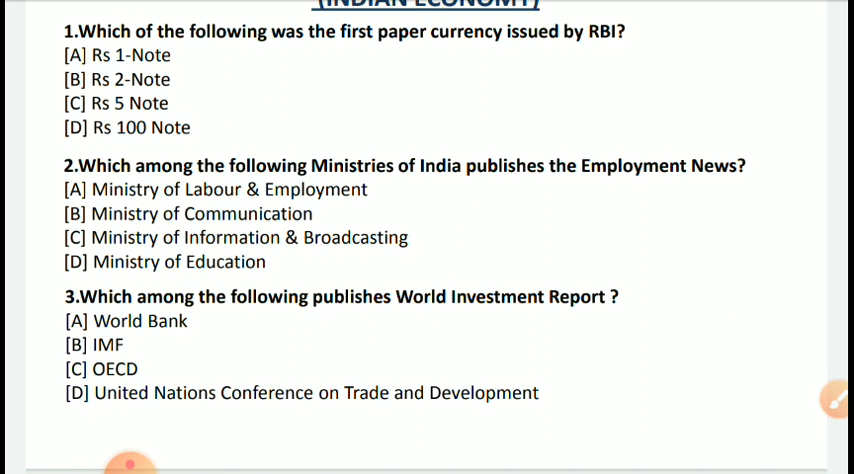 (INDIAN ECONOMY)
1.Which of the following was the first paper currency issued by RBI?
[A] Rs 1-Note
[B] Rs 2-Note
[C] Rs 5 Note
[D] Rs 100 Note
2.Which among the following Ministries of India publishes the Employment News?
[A] Ministry of Labour & Employment
[B] Ministry of Communication
[C] Ministry of Information & Broadcasting
[D] Ministry of Education
3.Which among the following publishes World Investment Report ?
[A] World Bank
[B] IMF
[C] OECD
[D] United Nations Conference on Trade and Development